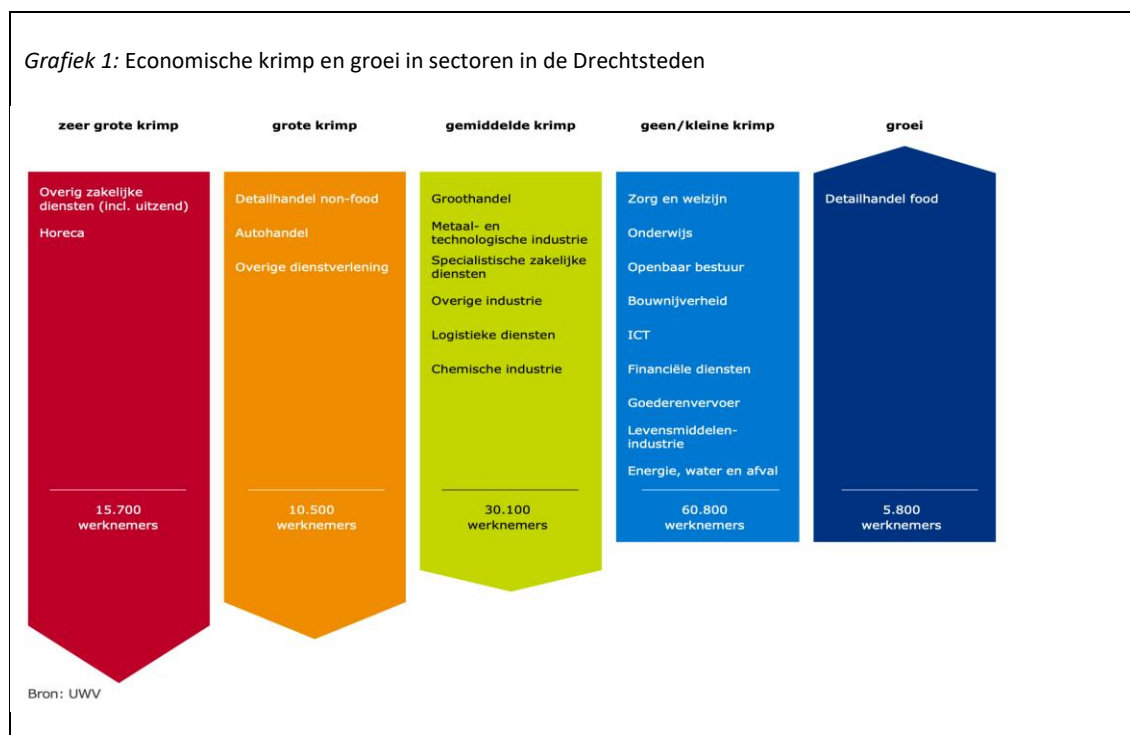 Grafiek 1: Economische krimp en groei in sectoren in de Drechtsteden
zeer grote krimp
Overig zakelijke
diensten (incl. uitzend)
Horeca
15.700
werknemers
grote krimp
Detailhandel non-food
Autohandel
Overige dienstverlening
10.500
werknemers
gemiddelde krimp
Groothandel
Metaal- en
technologische industrie
Specialistische zakelijke
diensten
Overige industrie
Logistieke diensten
Chemische industrie
30.100
werknemers
geen/kleine krimp
Zorg en welzijn
Onderwijs
Openbaar bestuur
Bouwnijverheid
ICT
Financiële diensten
Goederenvervoer
Levensmiddelen-
industrie
Energie, water en afval
60.800
werknemers
groei
Detailhandel food
5.800
werknemers
Bron: UWV